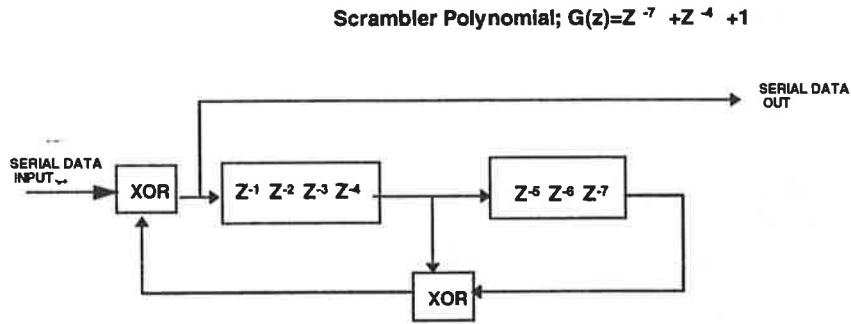 Scrambler Polynomial; G(z)=Z⁻⁷ +Z⁻⁴ +1
SERIAL DATA
OUT
SERIAL DATA
INPUT
XOR
Z⁻¹ Z⁻² Z⁻³ Z⁻⁴
Z⁻⁵ Z⁻⁶ Z⁻⁷
XOR